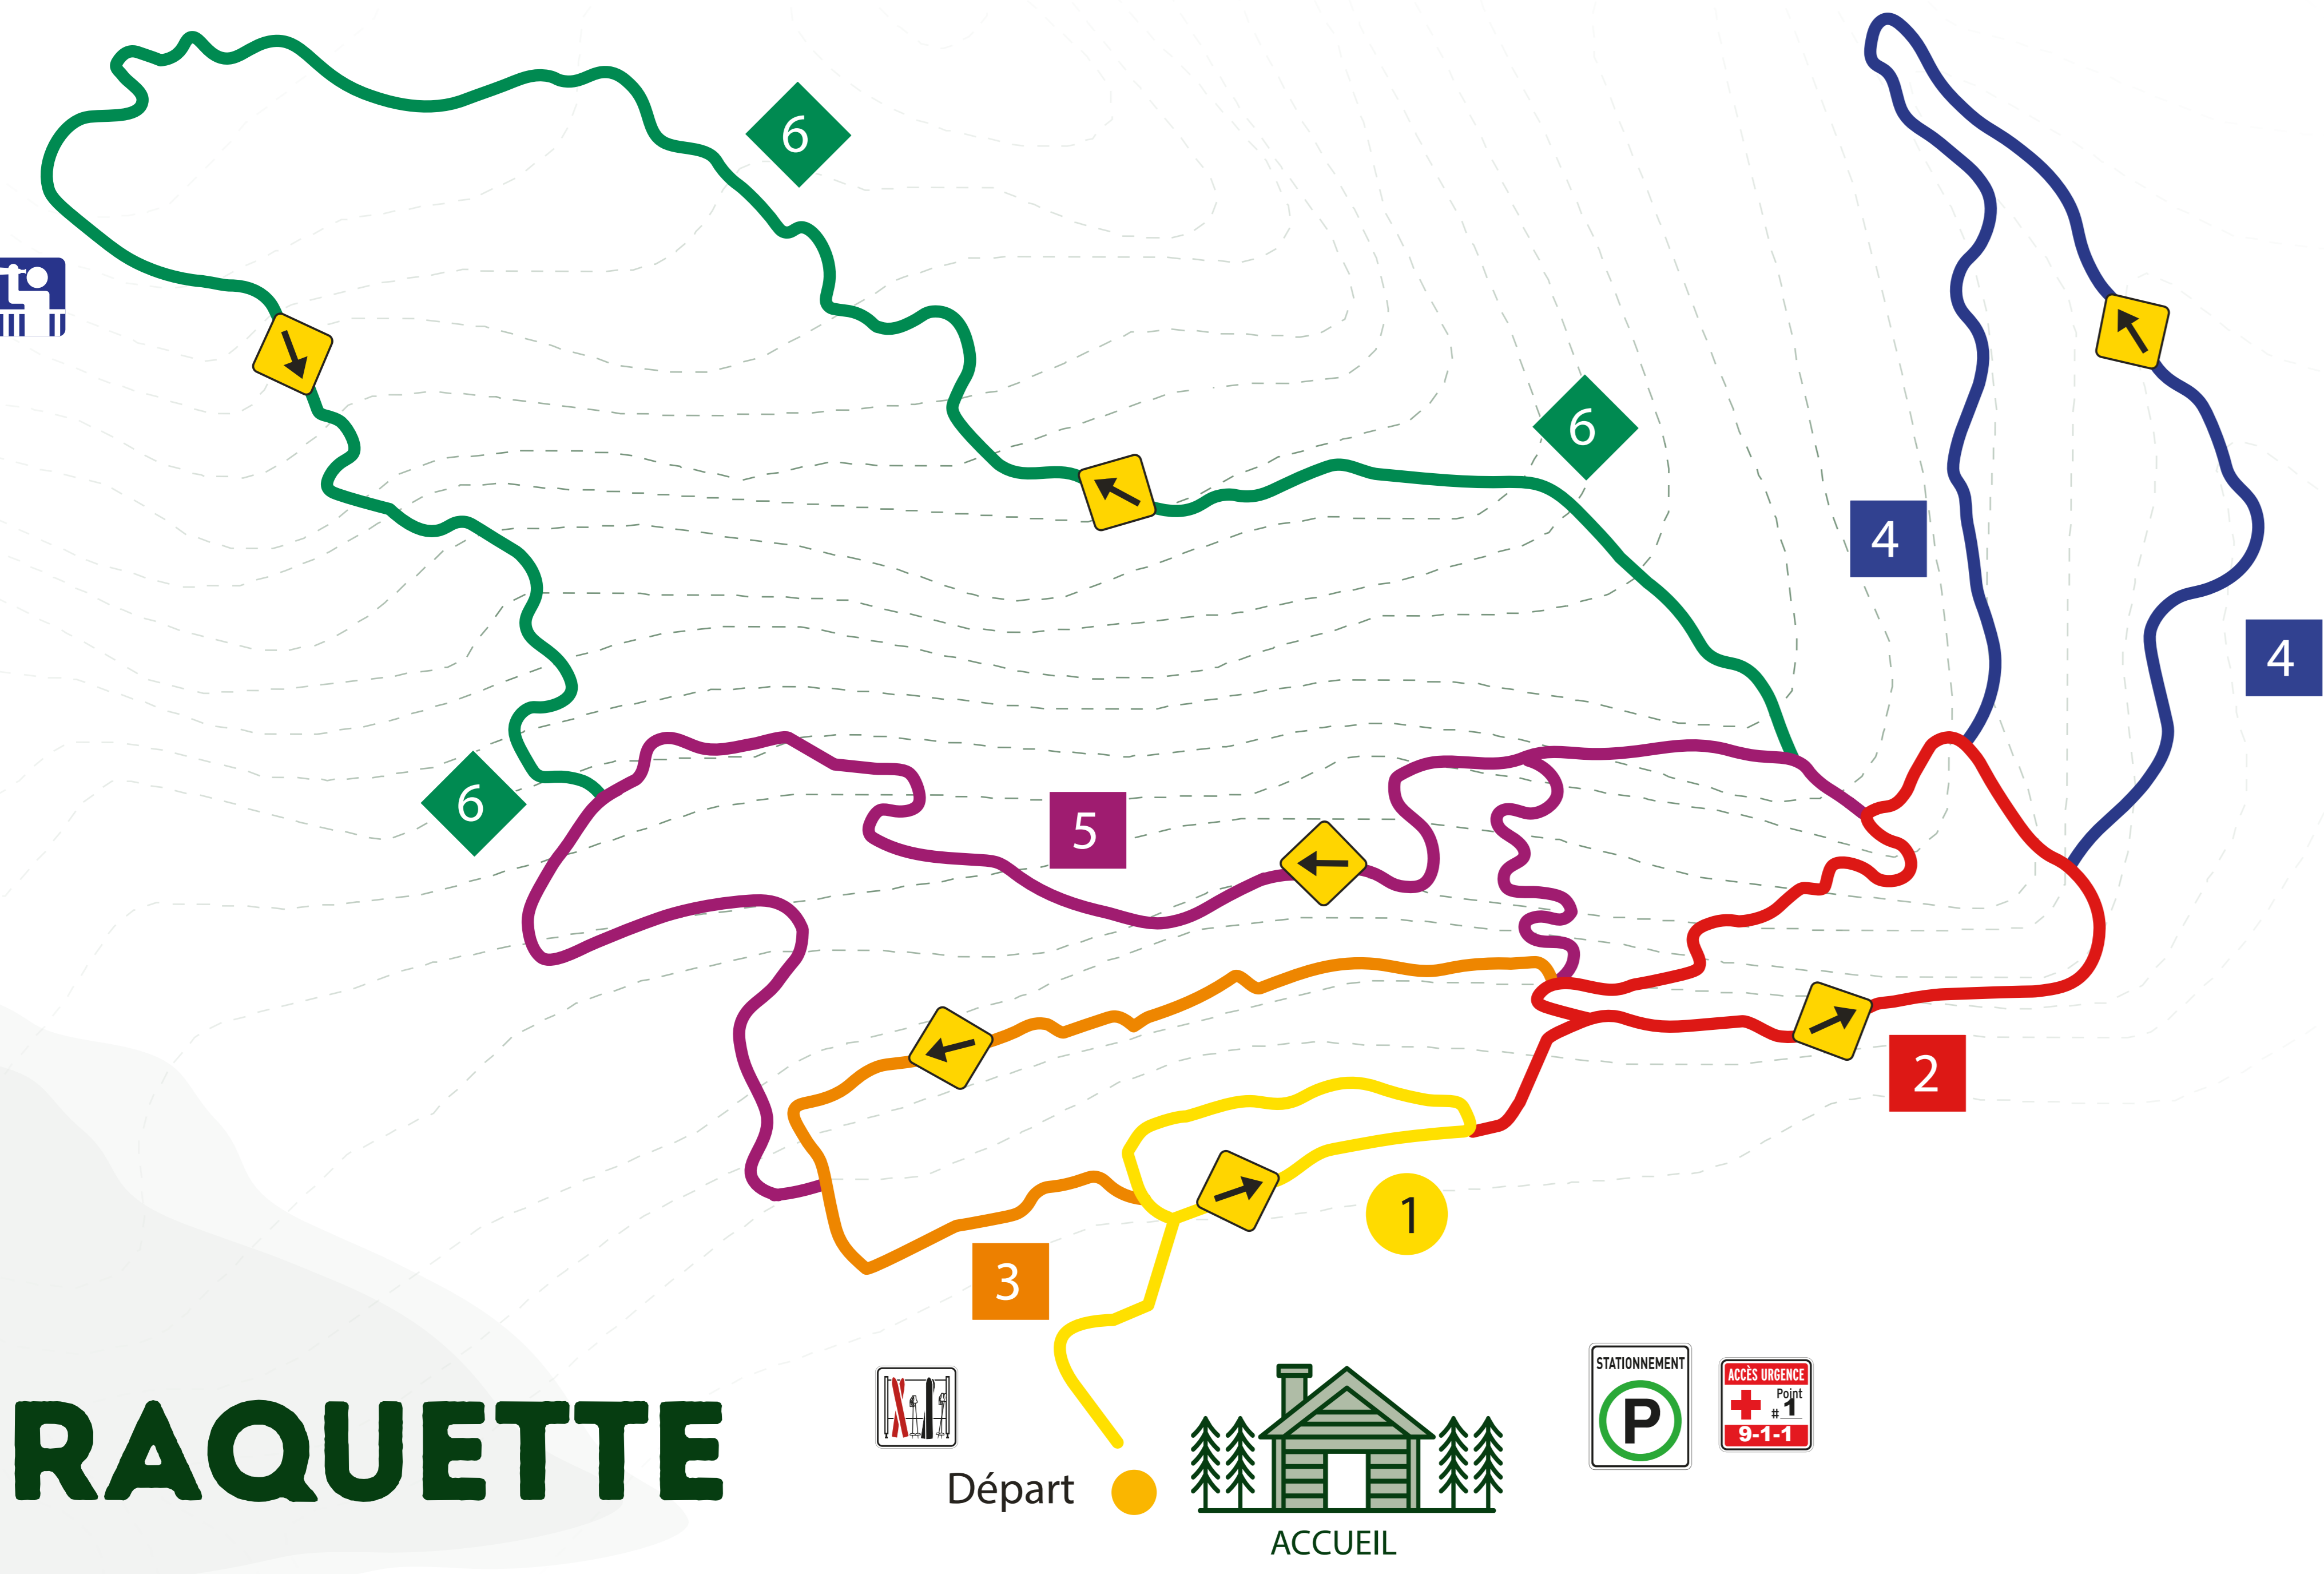 6
6
4
4
6
5
2
1
3
RAQUETTE
Départ
ACCUEIL
STATIONNEMENT
P
ACCÈS URGENCE
Point
#1
9-1-1